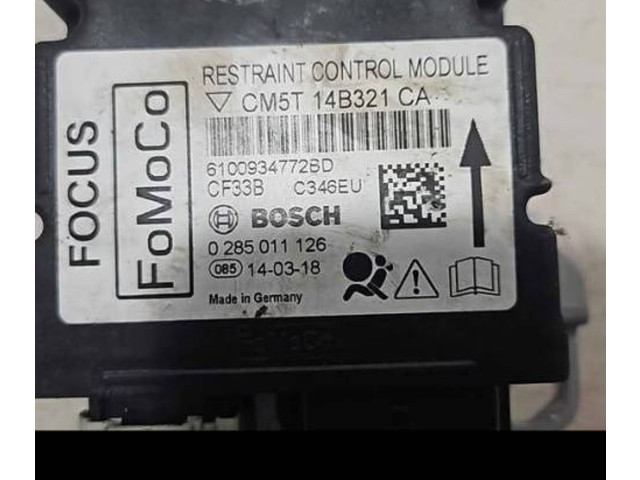 FOCUS
FoMoCo
RESTRAINT CONTROL MODULE
CM5T 14B321 CA
6100934772BD
CF33B C346EU
BOSCH
0 285 011 126
085 14-03-18
Made in Germany
FoMoCo